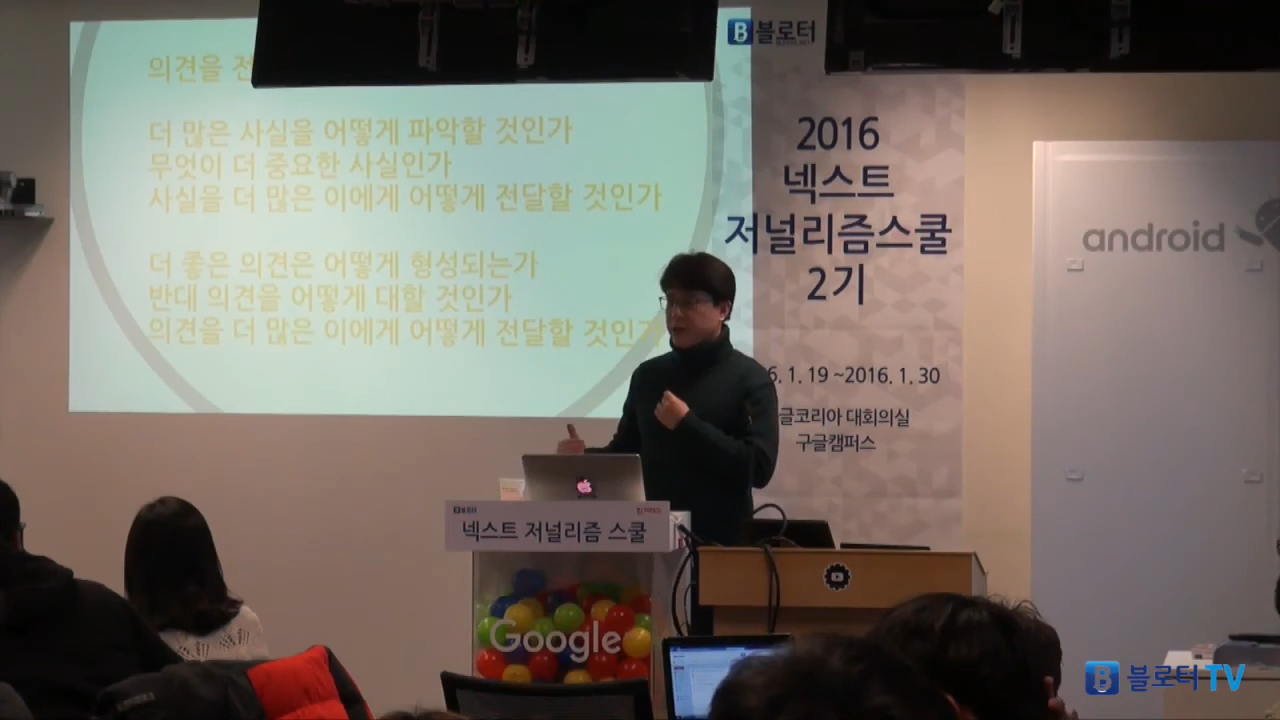 의견을
더 많은 사실을 어떻게 파악할 것인가
무엇이 더 중요한 사실인가
사실을 더 많은 이에게 어떻게 전달할 것인가
더 좋은 의견은 어떻게 형성되는가
반대 의견을 어떻게 대할 것인가
의견을 더 많은 이에게 어떻게 전달할 것인가
B 블로터
2016
넥스트
저널리즘스쿨
2기
6. 1. 19 ~2016. 1. 30
글코리아 대회의실
구글캠퍼스
android
넥스트 저널리즘 스쿨
Google
B 블로터 TV